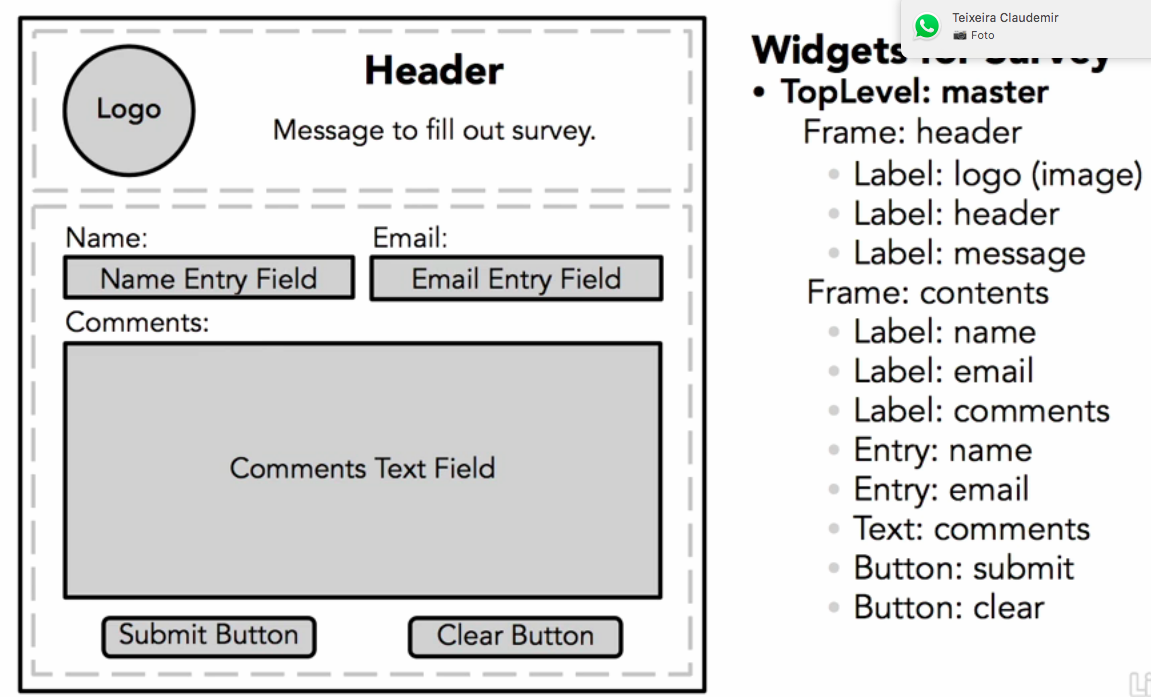 Logo
Header
Message to fill out survey.
Name:
Email:
Name Entry Field
Email Entry Field
Comments:
Comments Text Field
Submit Button
Clear Button
Teixeira Claudemir
📷 Foto
Widgets for Survey
• TopLevel: master
Frame: header
• Label: logo (image)
• Label: header
• Label: message
Frame: contents
• Label: name
• Label: email
• Label: comments
• Entry: name
• Entry: email
• Text: comments
• Button: submit
• Button: clear